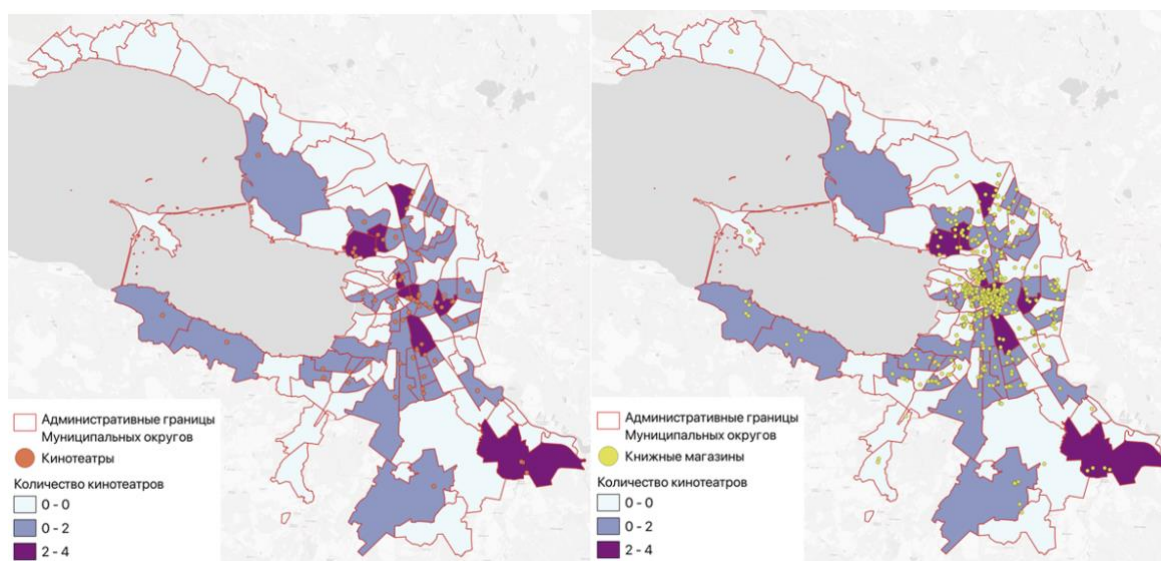 Административные границы
Муниципальных округов
Кинотеатры
Количество кинотеатров
0 - 0
0 - 2
2 - 4
Административные границы
Муниципальных округов
Книжные магазины
Количество кинотеатров
0 - 0
0 - 2
2 - 4